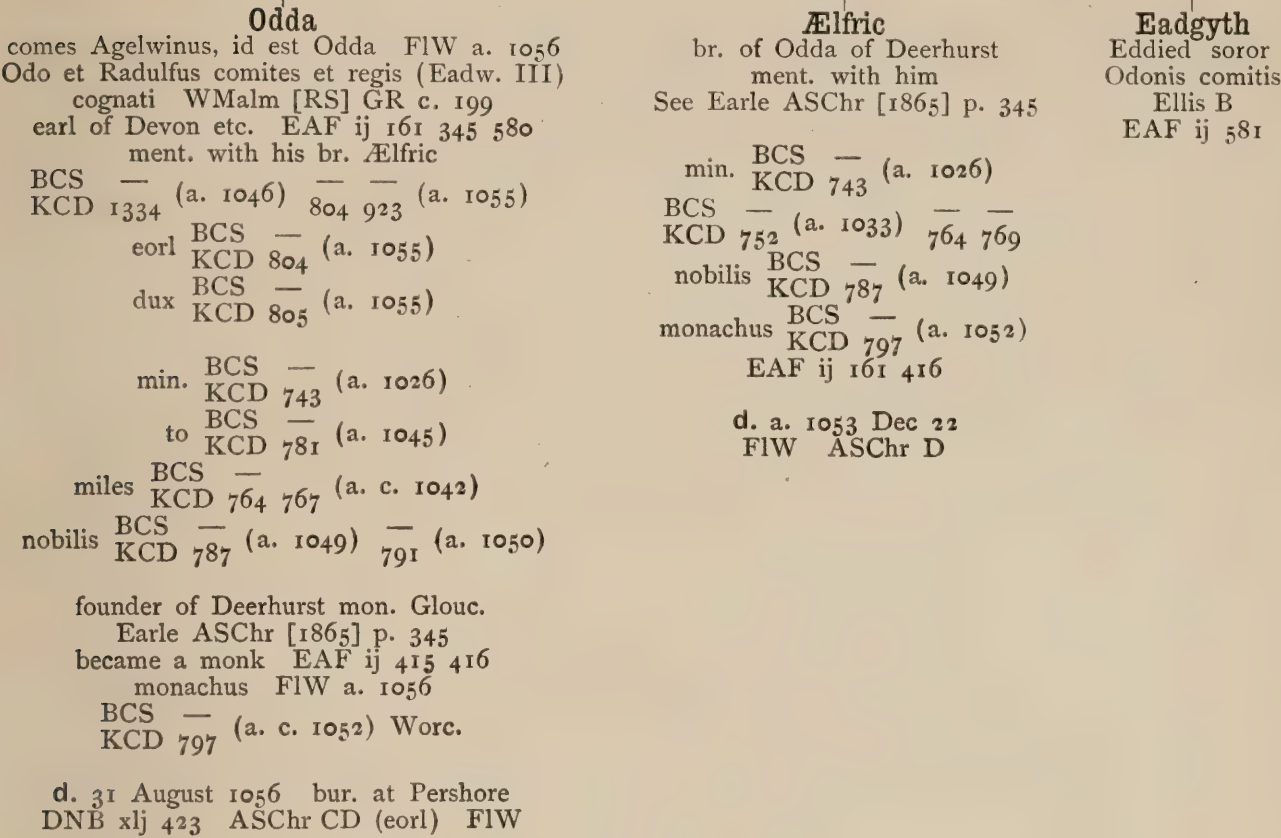 Odda
comes Agelwinus, id est Odda FlW a. 1056
Odo et Radulfus comites et regis (Eadw. III)
cognati WMalm [RS] GR c. 199
earl of Devon etc. EAF ij 161 345 580
ment. with his br. Ælfric
BCS — — —
KCD 1334 (a. 1046) 804 923 (a. 1055)
eorl BCS —
KCD 804 (a. 1055)
dux BCS —
KCD 805 (a. 1055)
min. BCS —
KCD 743 (a. 1026)
to BCS —
KCD 781 (a. 1045)
miles BCS —
KCD 764 767 (a. c. 1042)
nobilis BCS — —
KCD 787 (a. 1049) 791 (a. 1050)
founder of Deerhurst mon. Glouc.
Earle ASChr [1865] p. 345
became a monk EAF ij 415 416
monachus FlW a. 1056
BCS —
KCD 797 (a. c. 1052) Worc.
d. 31 August 1056 bur. at Pershore
DNB xlj 423 ASChr CD (eorl) FlW
Ælfric
br. of Odda of Deerhurst
ment. with him
See Earle ASChr [1865] p. 345
min. BCS —
KCD 743 (a. 1026)
BCS — — —
KCD 752 (a. 1033) 764 769
nobilis BCS —
KCD 787 (a. 1049)
monachus BCS —
KCD 797 (a. 1052)
EAF ij 161 416
d. a. 1053 Dec 22
FlW ASChr D
Eadgyth
Eddied soror
Odonis comitis
Ellis B
EAF ij 581